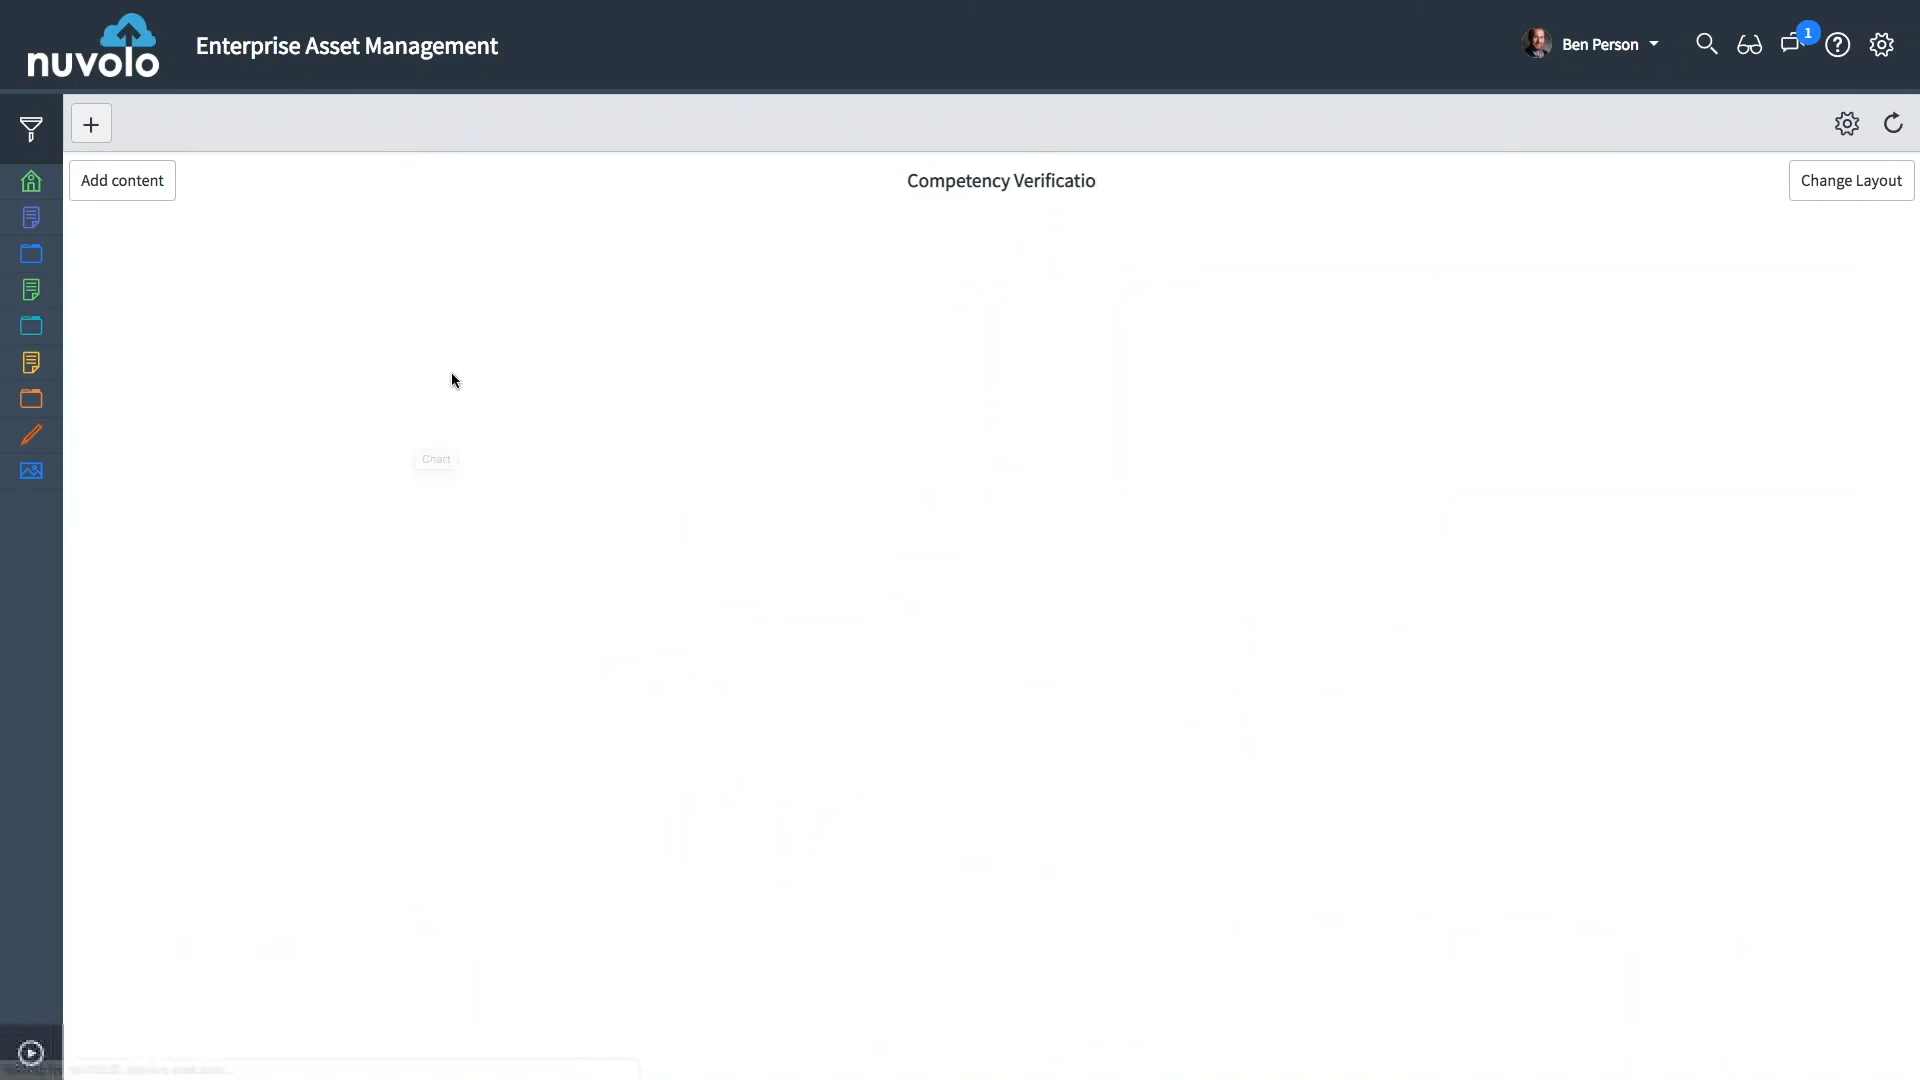 nuvolo
Enterprise Asset Management
Ben Person
1
Add content
Competency Verificatio
Change Layout
Chart